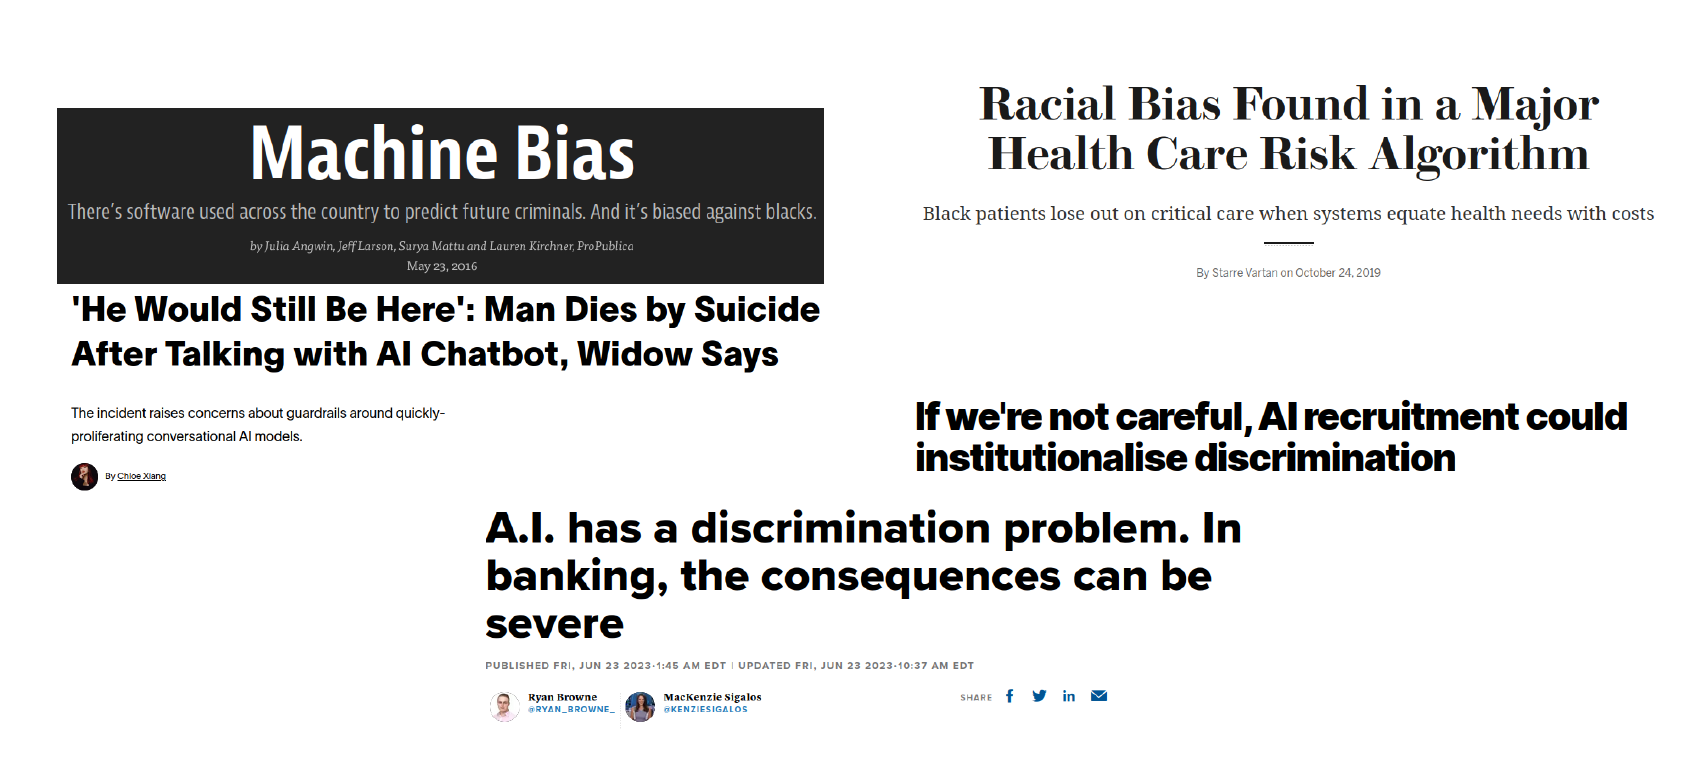 Machine Bias
There's software used across the country to predict future criminals. And it's biased against blacks.
by Julia Angwin, Jeff Larson, Surya Mattu and Lauren Kirchner, ProPublica
May 23, 2016
'He Would Still Be Here': Man Dies by Suicide
After Talking with AI Chatbot, Widow Says
The incident raises concerns about guardrails around quickly-
proliferating conversational AI models.
By Chloe Xiang
Racial Bias Found in a Major
Health Care Risk Algorithm
Black patients lose out on critical care when systems equate health needs with costs
By Starre Vartan on October 24, 2019
If we're not careful, AI recruitment could
institutionalise discrimination
A.I. has a discrimination problem. In
banking, the consequences can be
severe
PUBLISHED FRI, JUN 23 2023·1:45 AM EDT | UPDATED FRI, JUN 23 2023·10:37 AM EDT
Ryan Browne
@RYAN_BROWNE_
MacKenzie Sigalos
@KENZIESIGALOS
SHARE